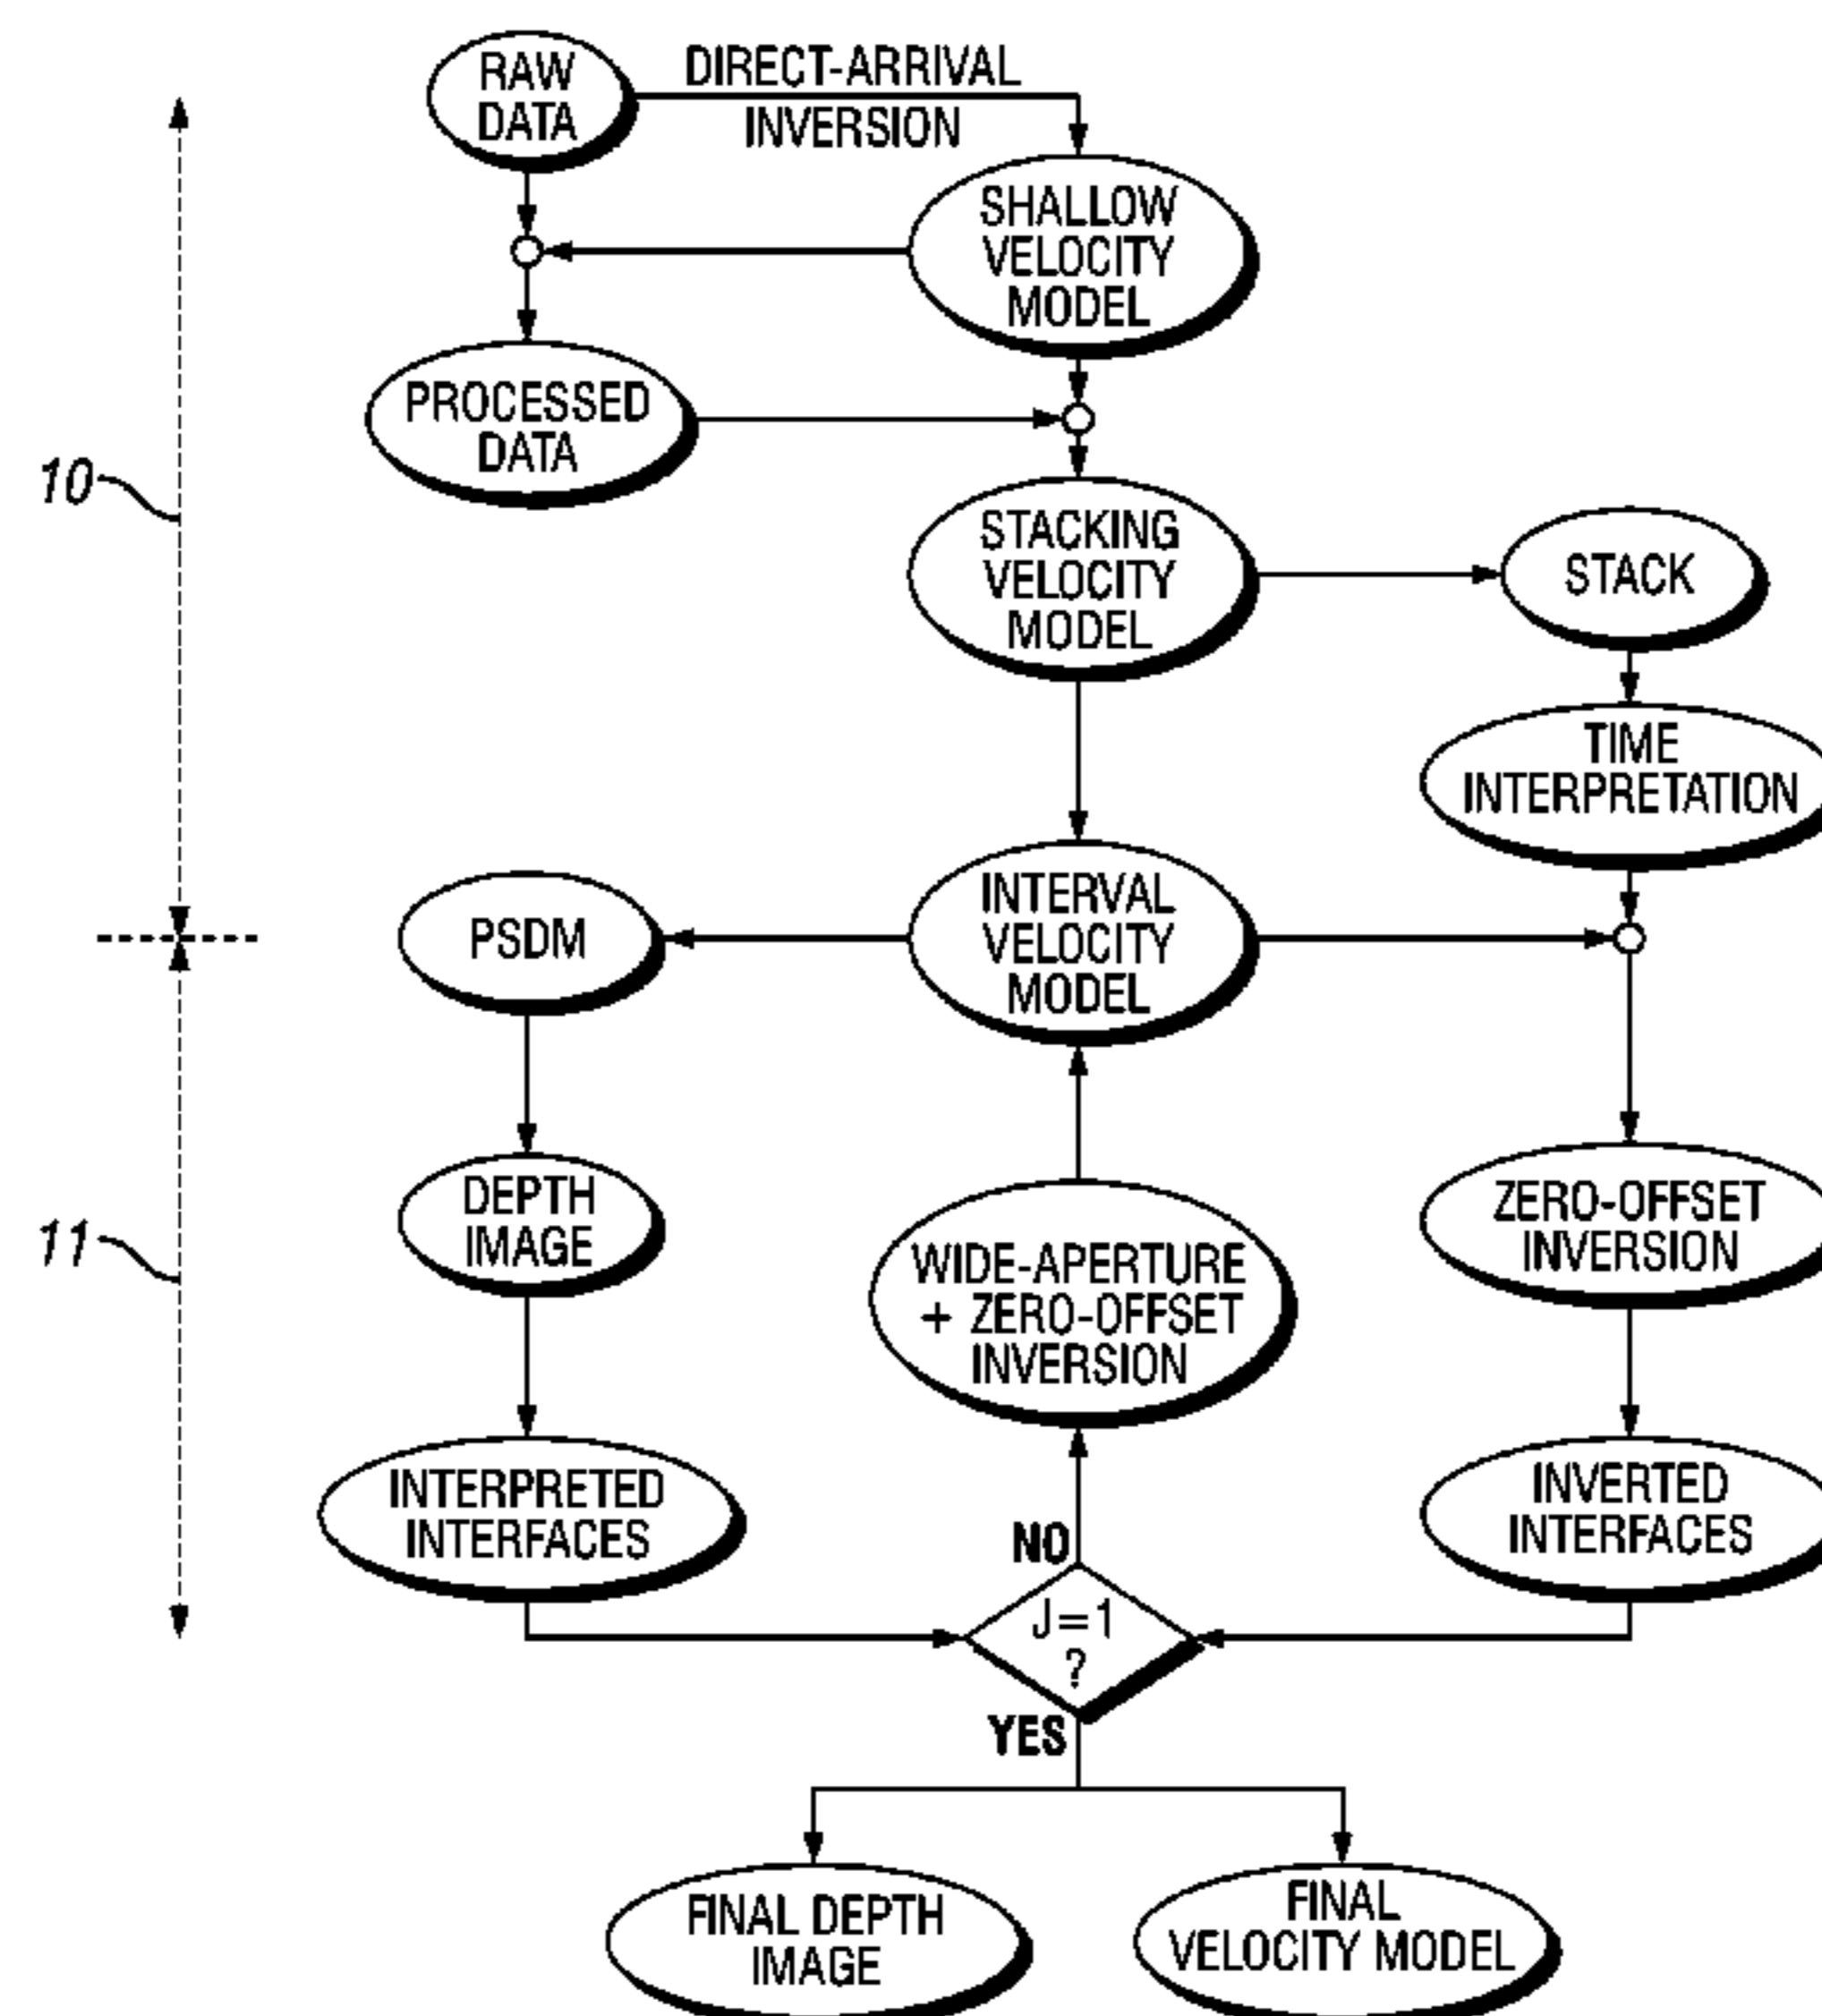 RAW
DATA
DIRECT-ARRIVAL
INVERSION
SHALLOW
VELOCITY
MODEL
PROCESSED
DATA
10
STACKING
VELOCITY
MODEL
STACK
TIME
INTERPRETATION
PSDM
INTERVAL
VELOCITY
MODEL
DEPTH
IMAGE
11
WIDE-APERTURE
+ ZERO-OFFSET
INVERSION
ZERO-OFFSET
INVERSION
INTERPRETED
INTERFACES
INVERTED
INTERFACES
NO
J=1
?
YES
FINAL DEPTH
IMAGE
FINAL
VELOCITY MODEL